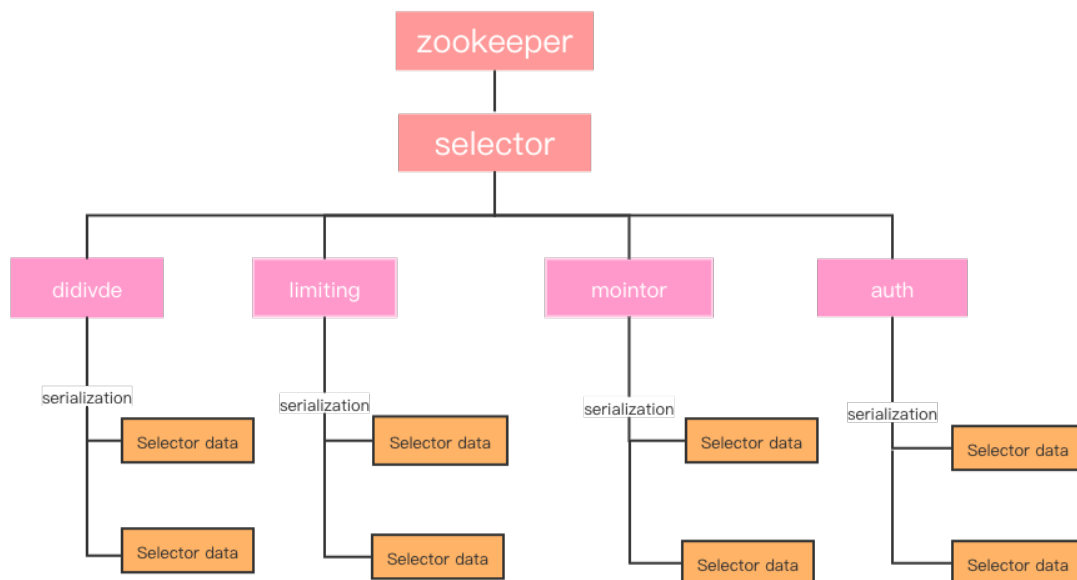 zookeeper
selector
didivde
limiting
mointor
auth
serialization
serialization
serialization
serialization
Selector data
Selector data
Selector data
Selector data
Selector data
Selector data
Selector data
Selector data